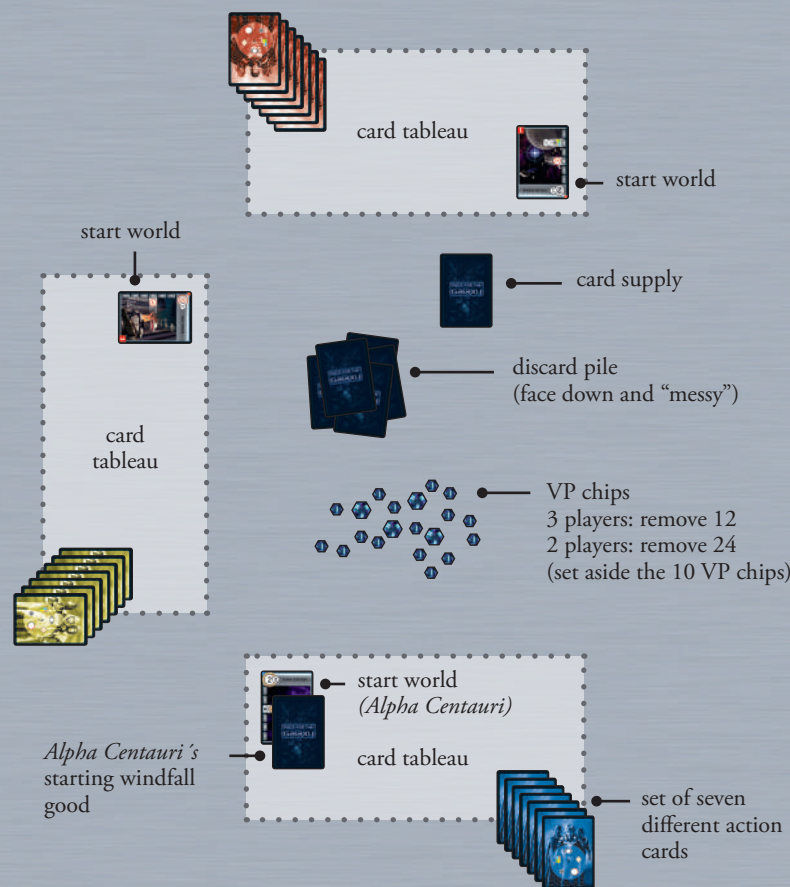 card tableau
start world
start world
card supply
discard pile
(face down and “messy”)
card
tableau
VP chips
3 players: remove 12
2 players: remove 24
(set aside the 10 VP chips)
start world
(Alpha Centauri)
Alpha Centauri´s
starting windfall
good
card tableau
set of seven
different action
cards